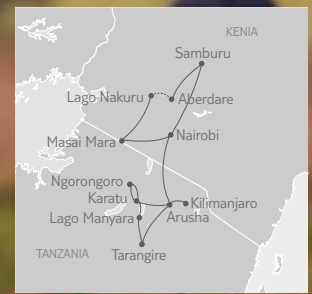 KENIA
Samburu
Lago Nakuru
Aberdare
Masai Mara
Nairobi
Ngorongoro
Karatu
Kilimanjaro
Lago Manyara
Arusha
TANZANIA
Tarangire